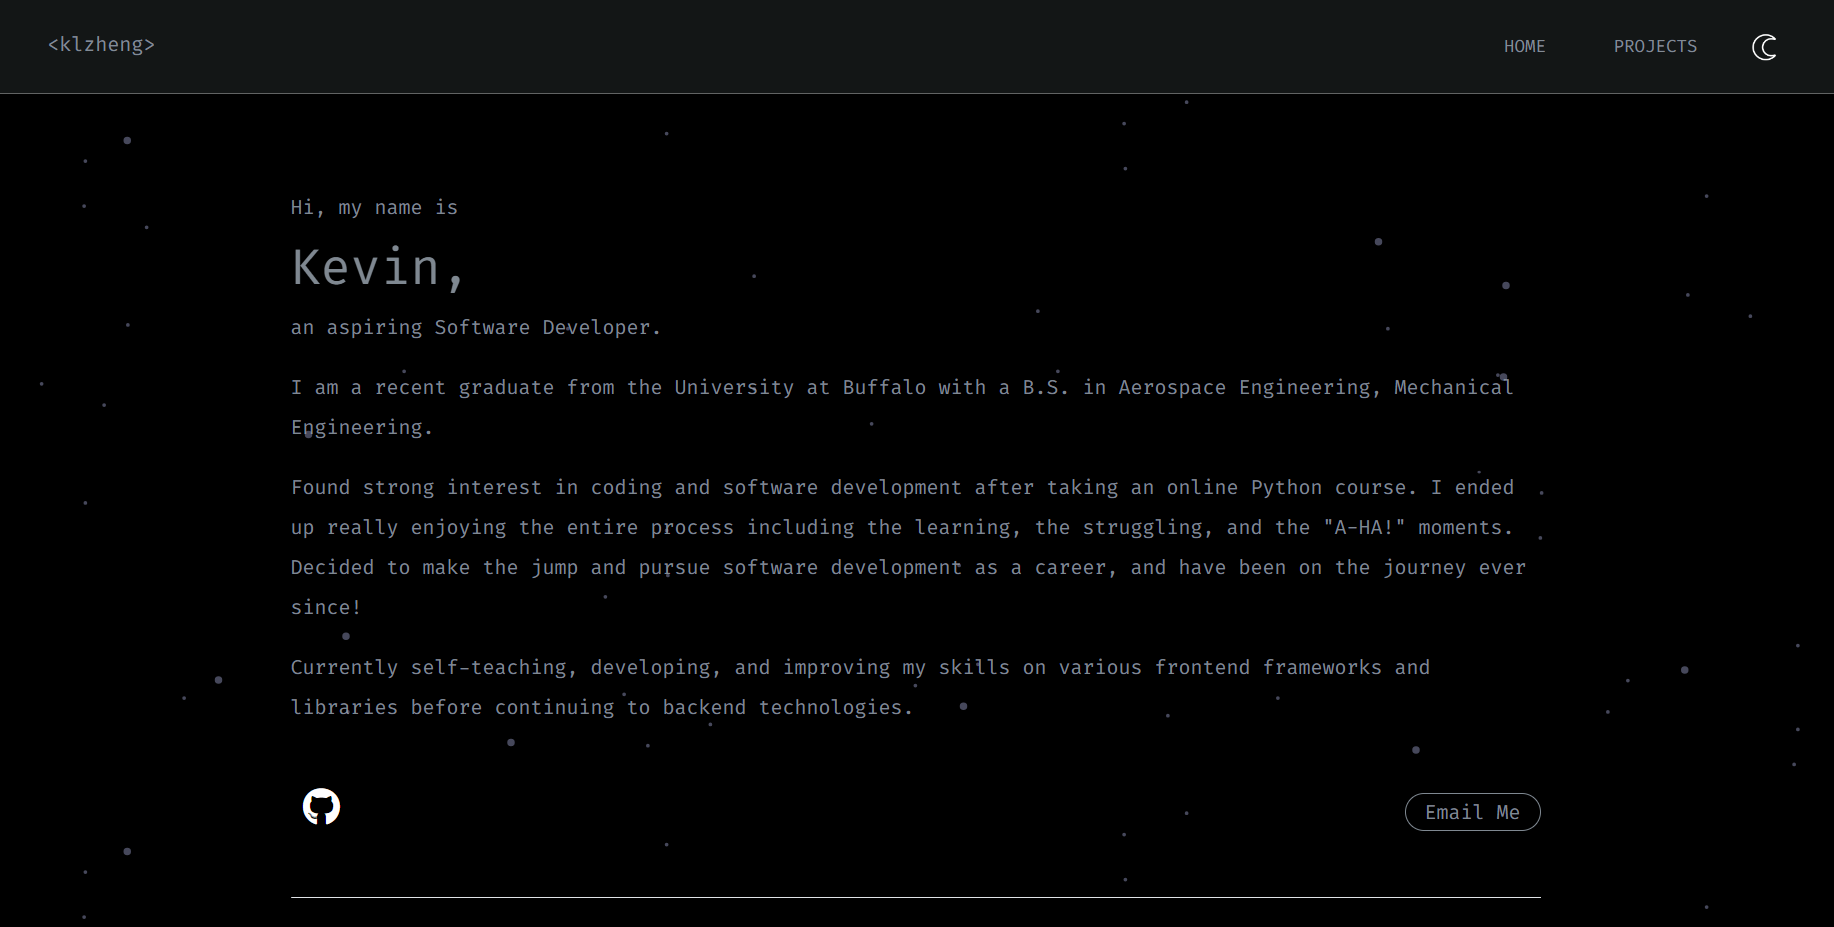 <klzheng>
HOME
PROJECTS
Hi, my name is
Kevin,
an aspiring Software Developer.
I am a recent graduate from the University at Buffalo with a B.S. in Aerospace Engineering, Mechanical
Engineering.
Found strong interest in coding and software development after taking an online Python course. I ended
up really enjoying the entire process including the learning, the struggling, and the "A-HA!" moments.
Decided to make the jump and pursue software development as a career, and have been on the journey ever
since!
Currently self-teaching, developing, and improving my skills on various frontend frameworks and
libraries before continuing to backend technologies.
Email Me